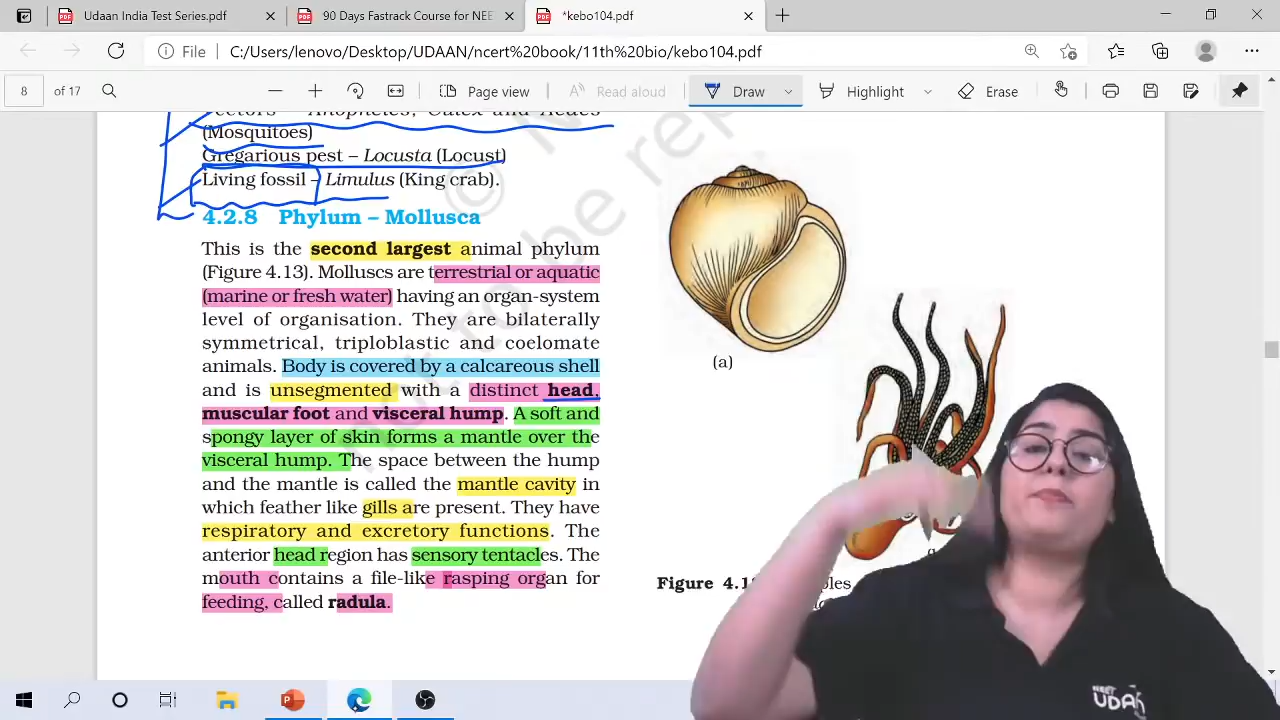 Udaan India Test Series.pdf
90 Days Fastrack Course for NEE
*kebo104.pdf
File
C:/Users/lenovo/Desktop/UDAAN/ncert%20book/11th%20bio/kebo104.pdf
8 of 17
Page view
Read aloud
Draw
Highlight
Erase
Vectors – Anopheles, Culex and Aedes
(Mosquitoes)
Gregarious pest – Locusta (Locust)
Living fossil – Limulus (King crab).
4.2.8 Phylum – Mollusca
This is the second largest animal phylum
(Figure 4.13). Molluscs are terrestrial or aquatic
(marine or fresh water) having an organ-system
level of organisation. They are bilaterally
symmetrical, triploblastic and coelomate
animals. Body is covered by a calcareous shell
and is unsegmented with a distinct head,
muscular foot and visceral hump. A soft and
spongy layer of skin forms a mantle over the
visceral hump. The space between the hump
and the mantle is called the mantle cavity in
which feather like gills are present. They have
respiratory and excretory functions. The
anterior head region has sensory tentacles. The
mouth contains a file-like rasping organ for
feeding, called radula.
(a)
Figure
NEET
UDAAN